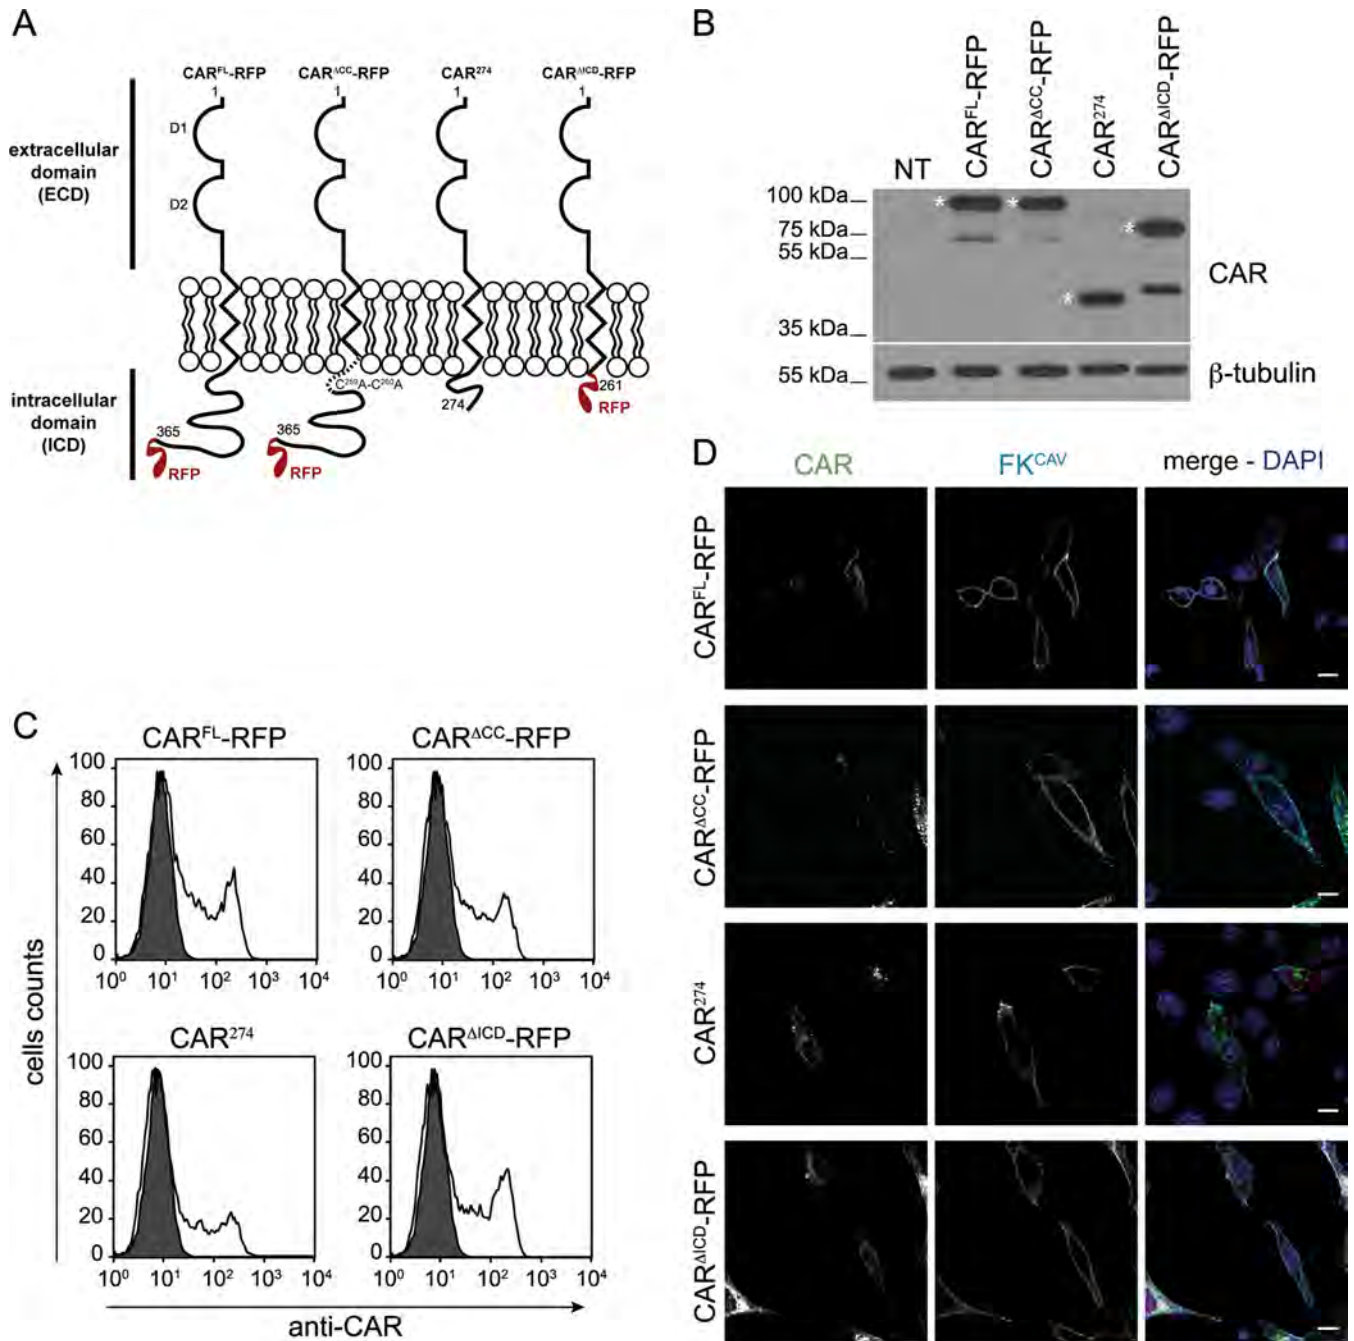 A
CAR^FL-RFP CAR^ΔCC-RFP CAR^274 CAR^ΔICD-RFP
1 1 1 1
D1
extracellular
domain
(ECD)
D2
C^259A-C^260A
261
RFP
274
intracellular
domain
(ICD)
365 365
RFP RFP
B
NT CAR^FL-RFP CAR^ΔCC-RFP CAR^274 CAR^ΔICD-RFP
100 kDa
* *
75 kDa
*
55 kDa
CAR
*
35 kDa
55 kDa
β-tubulin
C
CAR^FL-RFP CAR^ΔCC-RFP
100 100
80 80
60 60
40 40
20 20
0 0
10^0 10^1 10^2 10^3 10^4 10^0 10^1 10^2 10^3 10^4
CAR^274 CAR^ΔICD-RFP
100 100
80 80
60 60
40 40
20 20
0 0
10^0 10^1 10^2 10^3 10^4 10^0 10^1 10^2 10^3 10^4
cells counts
anti-CAR
D
CAR FK^CAV merge - DAPI
CAR^FL-RFP
CAR^ΔCC-RFP
CAR^274
CAR^ΔICD-RFP